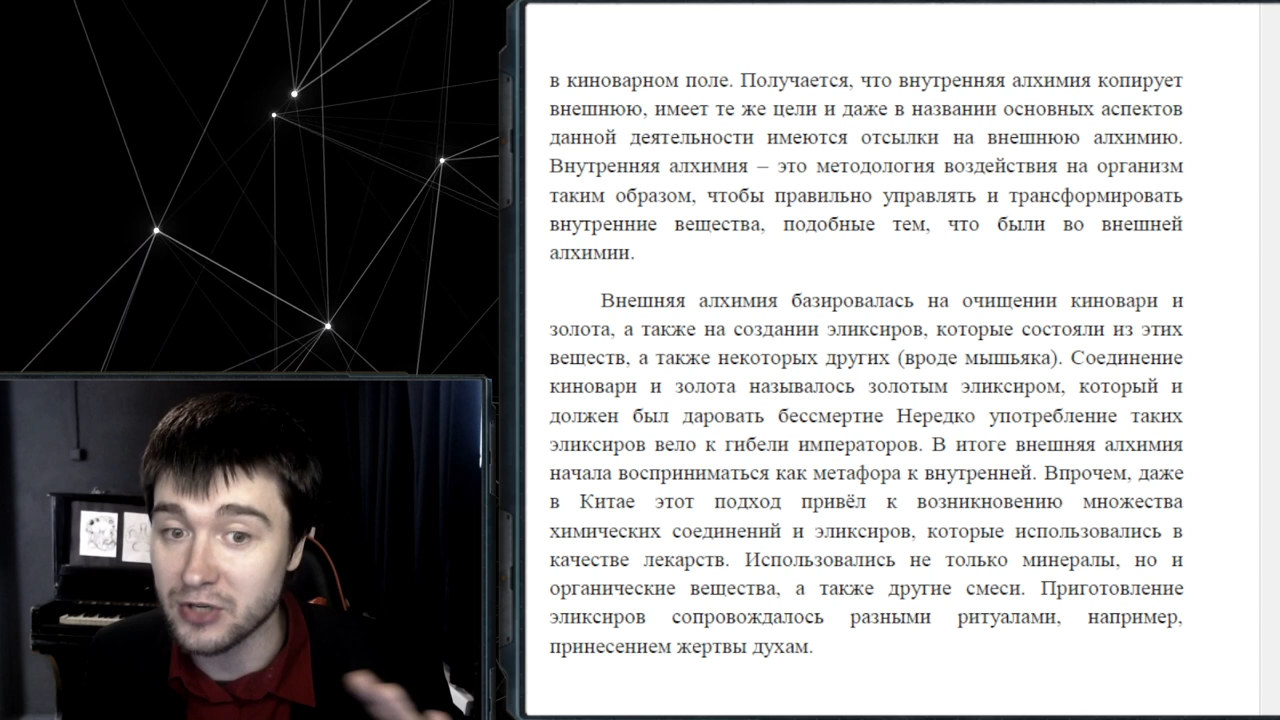 в киноварном поле. Получается, что внутренняя алхимия копирует
внешнюю, имеет те же цели и даже в названии основных аспектов
данной деятельности имеются отсылки на внешнюю алхимию.
Внутренняя алхимия – это методология воздействия на организм
таким образом, чтобы правильно управлять и трансформировать
внутренние вещества, подобные тем, что были во внешней
алхимии.
Внешняя алхимия базировалась на очищении киновари и
золота, а также на создании эликсиров, которые состояли из этих
веществ, а также некоторых других (вроде мышьяка). Соединение
киновари и золота называлось золотым эликсиром, который и
должен был даровать бессмертие Нередко употребление таких
эликсиров вело к гибели императоров. В итоге внешняя алхимия
начала восприниматься как метафора к внутренней. Впрочем, даже
в Китае этот подход привёл к возникновению множества
химических соединений и эликсиров, которые использовались в
качестве лекарств. Использовались не только минералы, но и
органические вещества, а также другие смеси. Приготовление
эликсиров сопровождалось разными ритуалами, например,
принесением жертвы духам.